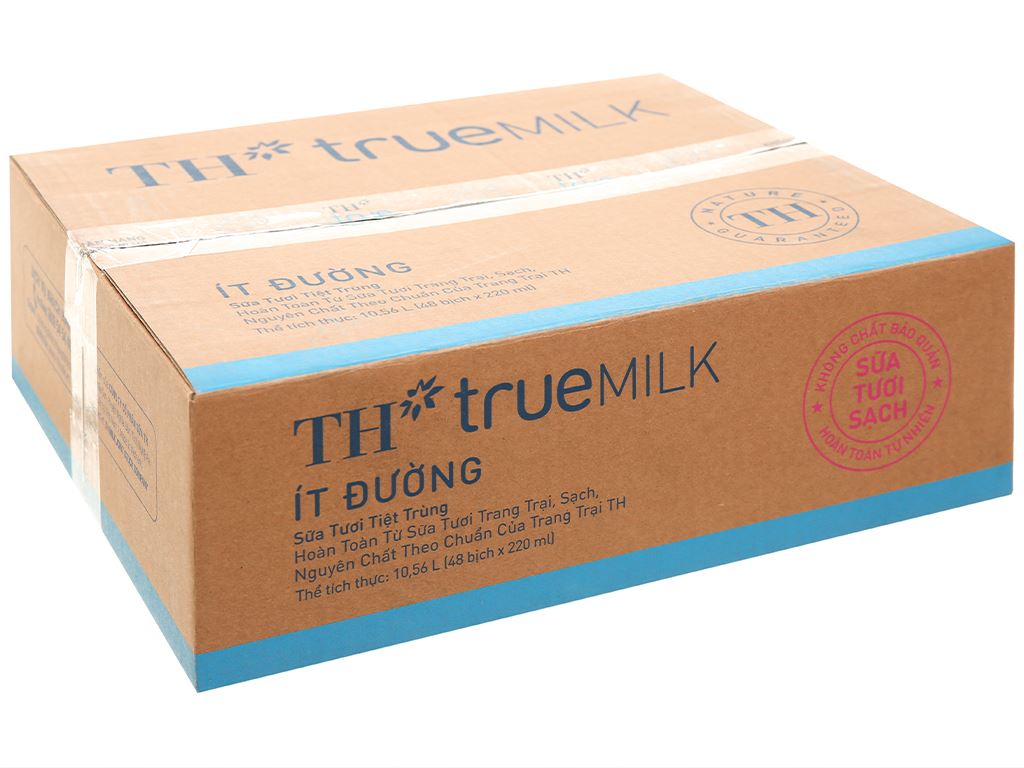 TH trueMILK
TH true
TH true
NATURE
TH
GUARANTEED
ÍT ĐƯỜNG
Sữa Tươi Tiệt Trùng
Hoàn Toàn Từ Sữa Tươi Trang Trại, Sạch,
Nguyên Chất Theo Chuẩn Của Trang Trại TH
Thể tích thực: 10,56 L (48 bịch x 220 ml)
TH trueMILK
ÍT ĐƯỜNG
Sữa Tươi Tiệt Trùng
Hoàn Toàn Từ Sữa Tươi Trang Trại, Sạch,
Nguyên Chất Theo Chuẩn Của Trang Trại TH
Thể tích thực: 10,56 L (48 bịch x 220 ml)
KHÔNG CHẤT BẢO QUẢN
SỮA
TƯƠI
SẠCH
HOÀN TOÀN TỰ NHIÊN